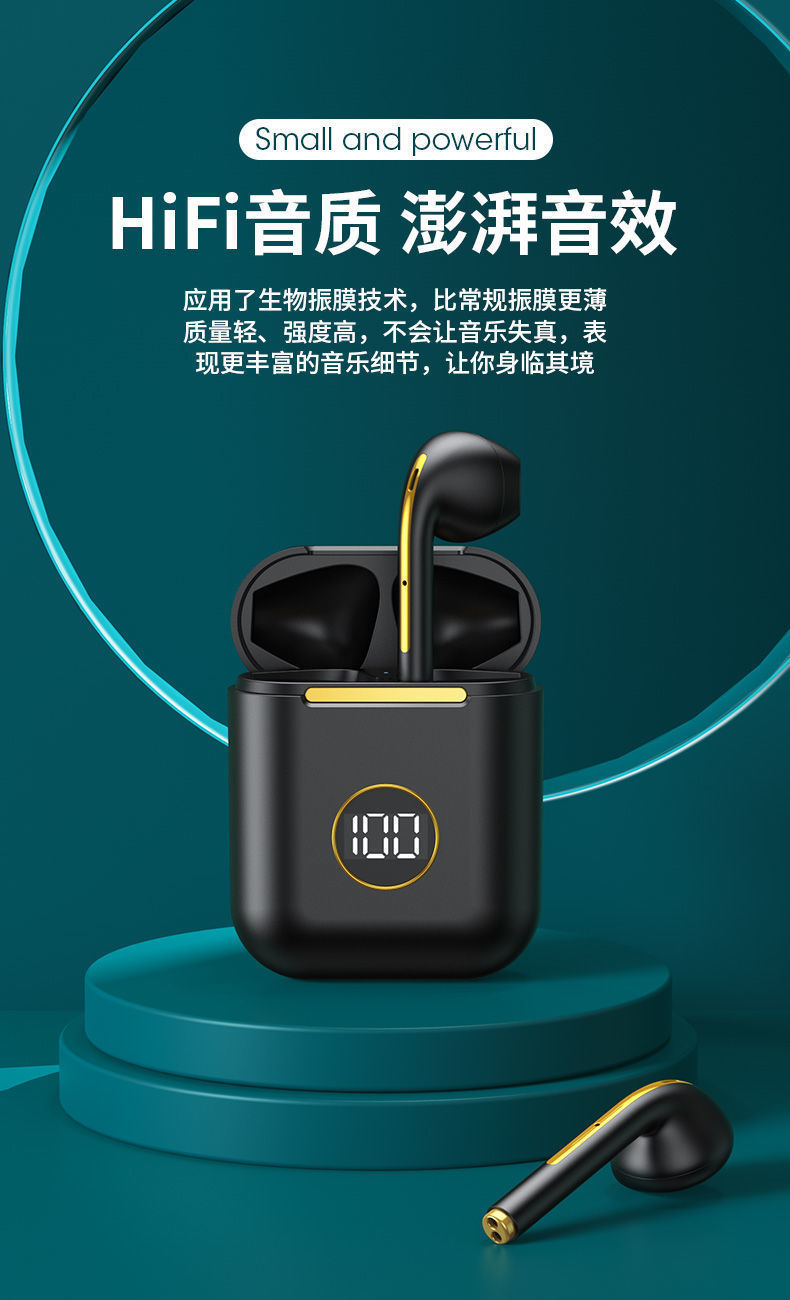 Small and powerful
HiFi音质 澎湃音效
应用了生物振膜技术，比常规振膜更薄
质量轻、强度高，不会让音乐失真，表
现更丰富的音乐细节，让你身临其境
100